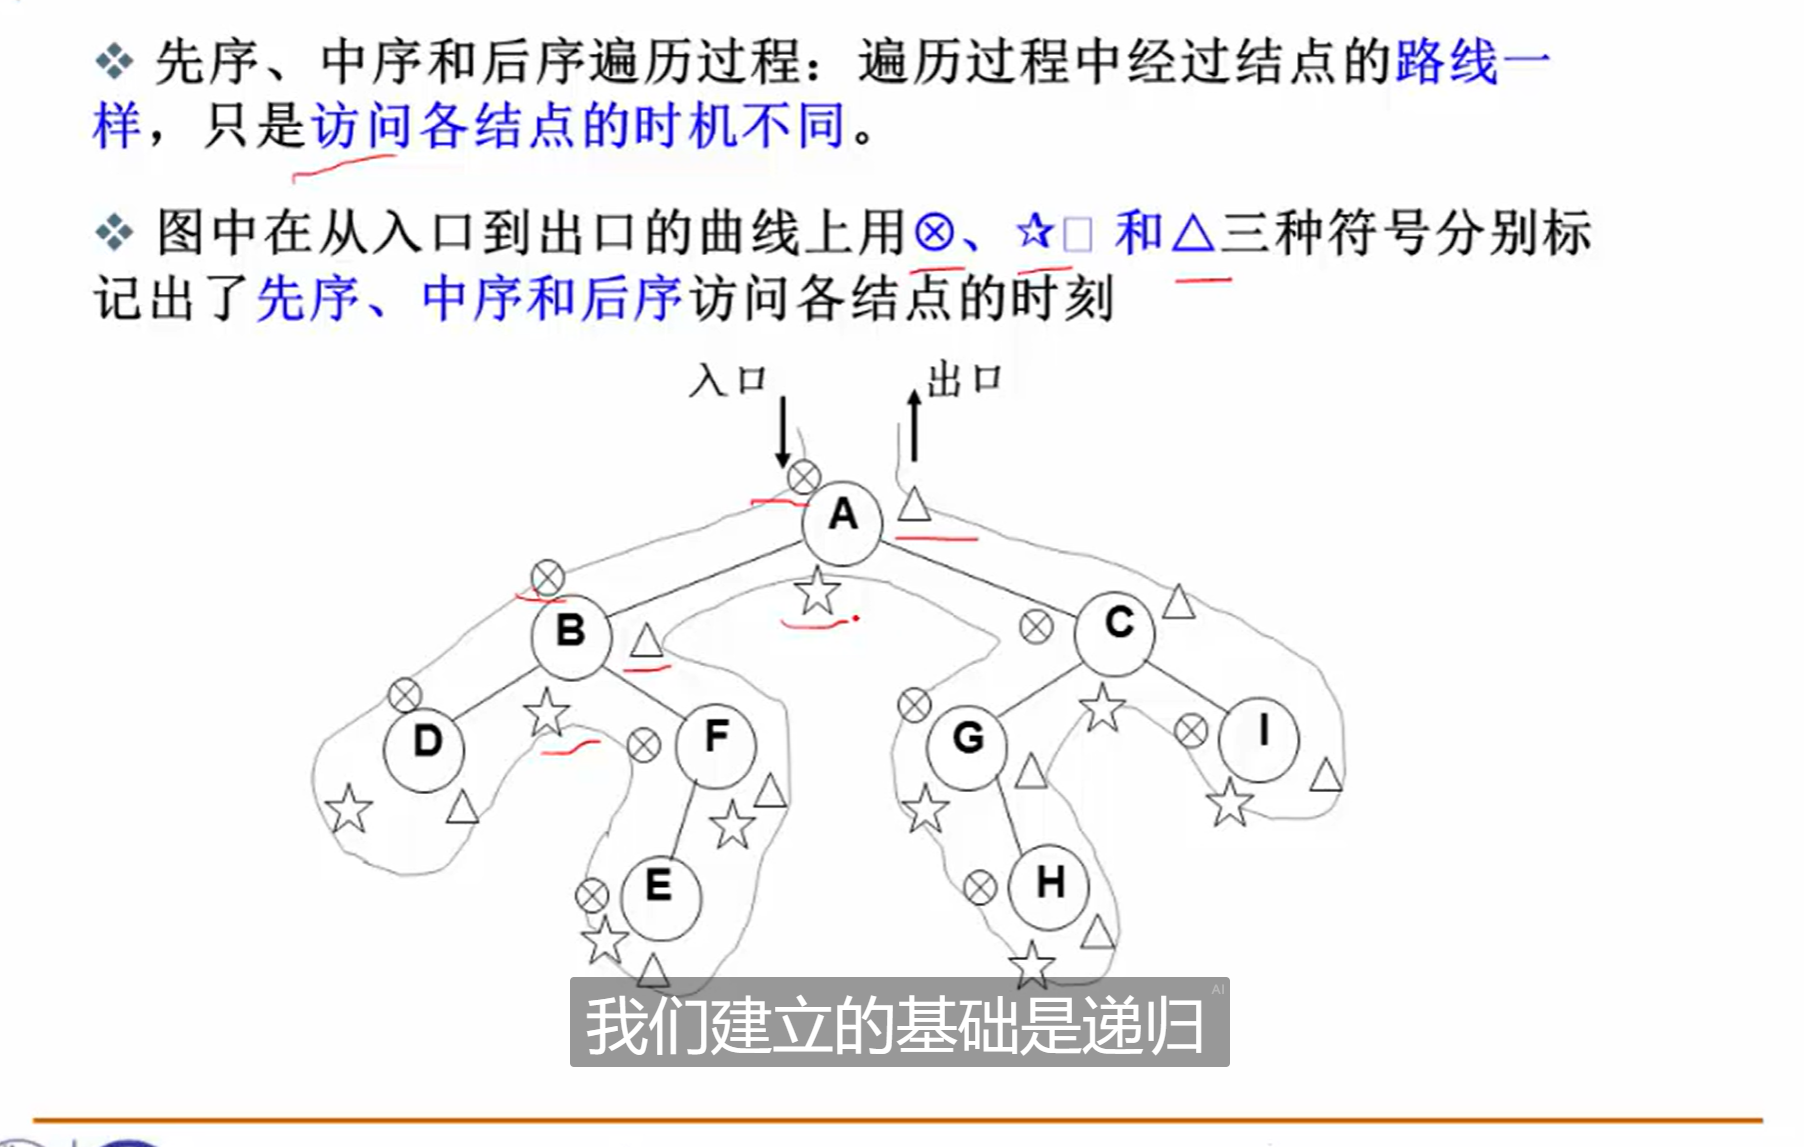 ❖ 先序、中序和后序遍历过程：遍历过程中经过结点的路线一
样，只是访问各结点的时机不同。
❖ 图中在从入口到出口的曲线上用⊗、☆□ 和△三种符号分别标
记出了先序、中序和后序访问各结点的时刻
入口
出口
A
B
C
D
F
G
I
E
H
AI
我们建立的基础是递归